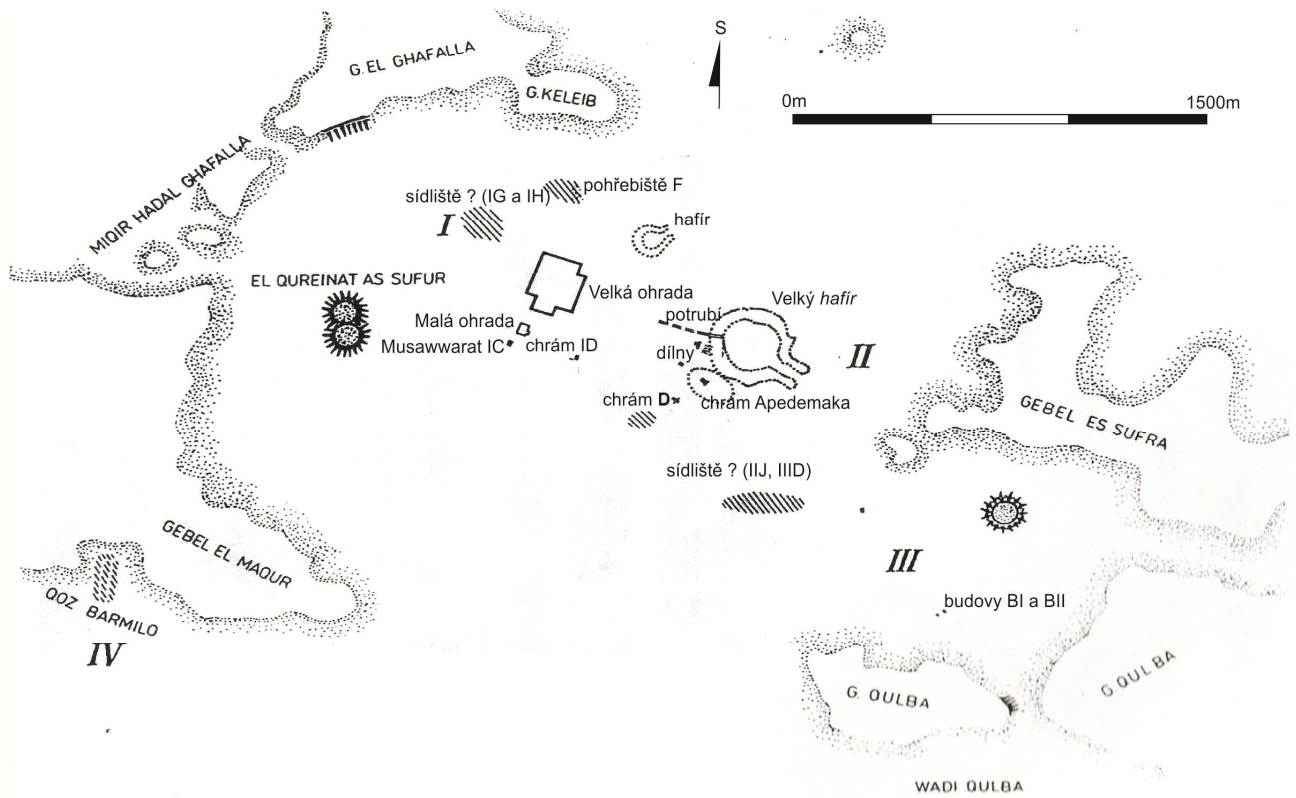 S
G. EL GHAFALLA
G. KELEIB
0m
1500m
MIQIR HADAL GHAFALLA
pohřebiště F
sídliště ? (IG a IH)
I
hafír
EL QUREINAT AS SUFUR
Velká ohrada
Velký hafír
potrubí
Malá ohrada
Musawwarat IC
chrám ID
dílny
II
chrám D
chrám Apedemaka
GEBEL ES SUFRA
sídliště ? (IIJ, IIID)
GEBEL EL MAQUR
III
QOZ BARMILO
budovy BI a BII
IV
G. QULBA
G QULBA
WADI QULBA